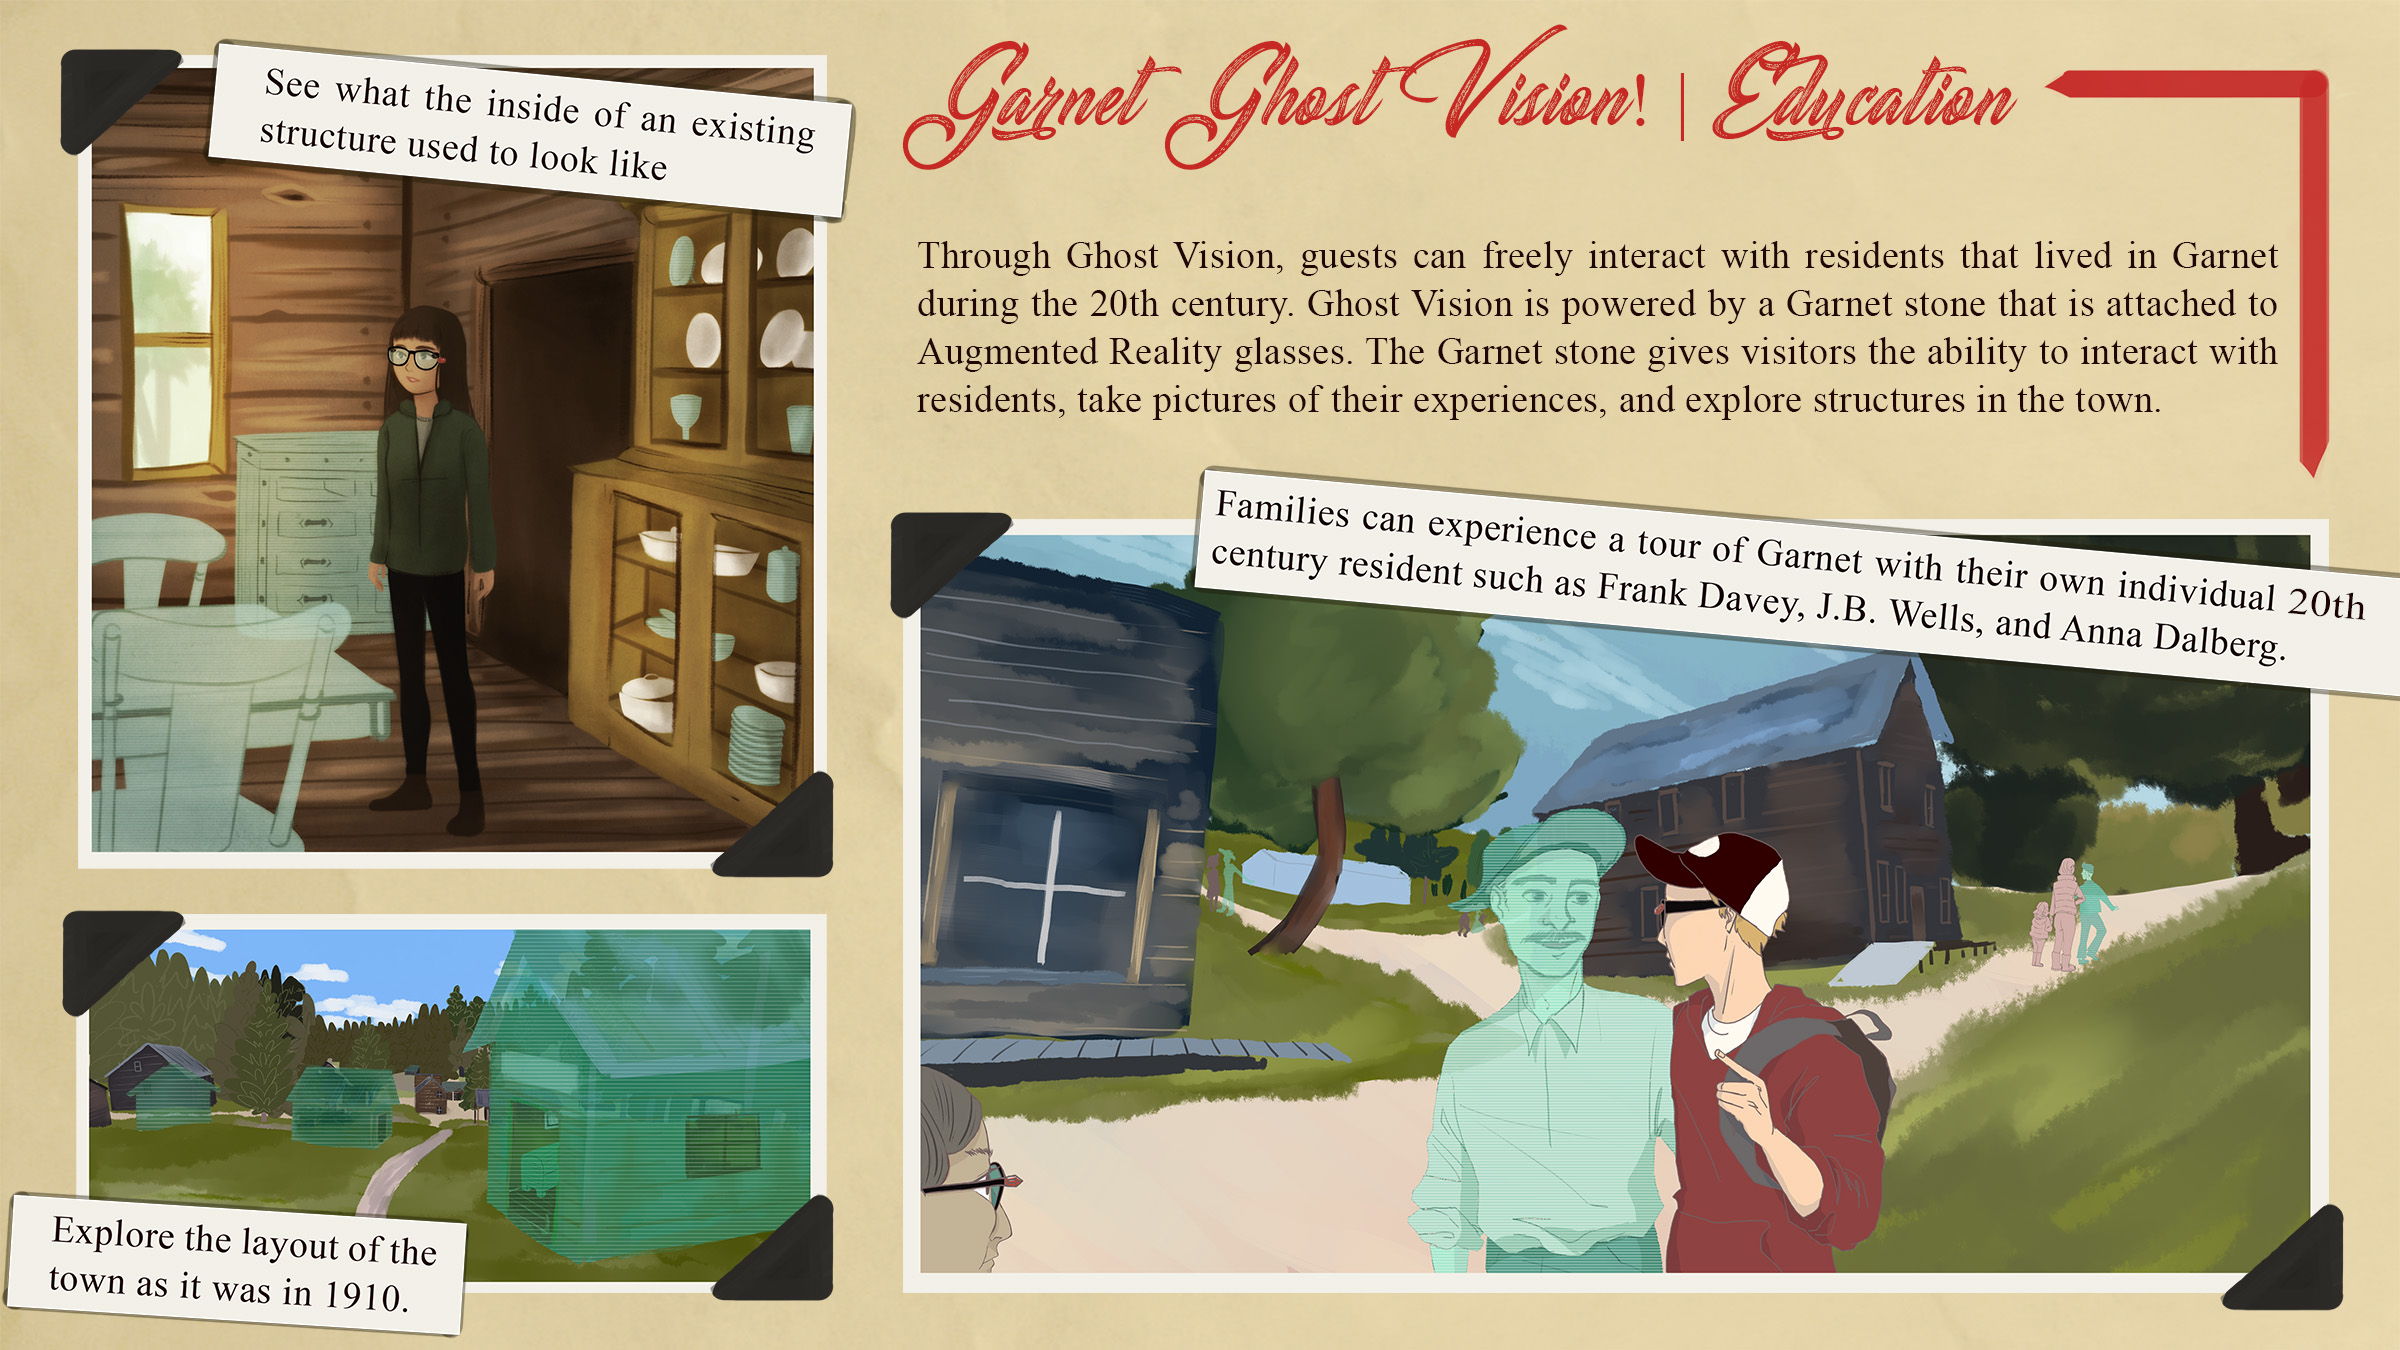 See what the inside of an existing
structure used to look like
Garnet Ghost Vision! | Education
Through Ghost Vision, guests can freely interact with residents that lived in Garnet
during the 20th century. Ghost Vision is powered by a Garnet stone that is attached to
Augmented Reality glasses. The Garnet stone gives visitors the ability to interact with
residents, take pictures of their experiences, and explore structures in the town.
Families can experience a tour of Garnet with their own individual 20th
century resident such as Frank Davey, J.B. Wells, and Anna Dalberg.
Explore the layout of the
town as it was in 1910.